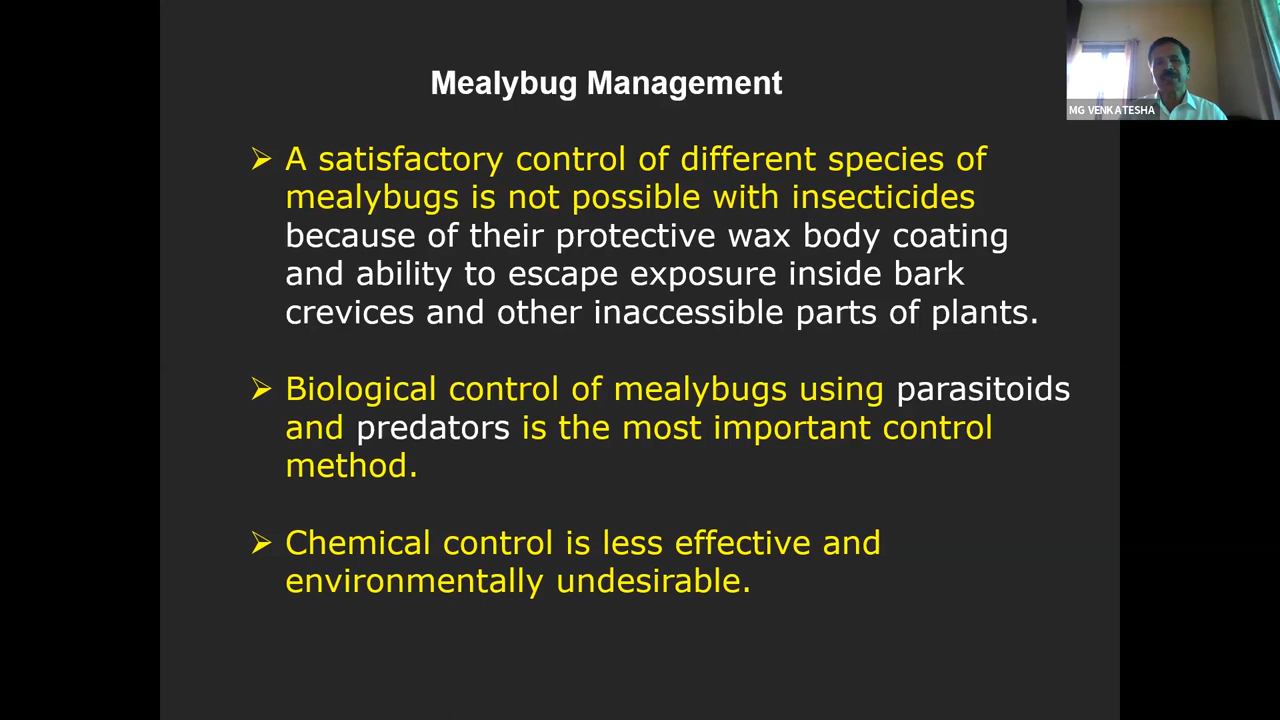 Mealybug Management
MG VENKATESHA
➢ A satisfactory control of different species of
mealybugs is not possible with insecticides
because of their protective wax body coating
and ability to escape exposure inside bark
crevices and other inaccessible parts of plants.
➢ Biological control of mealybugs using parasitoids
and predators is the most important control
method.
➢ Chemical control is less effective and
environmentally undesirable.